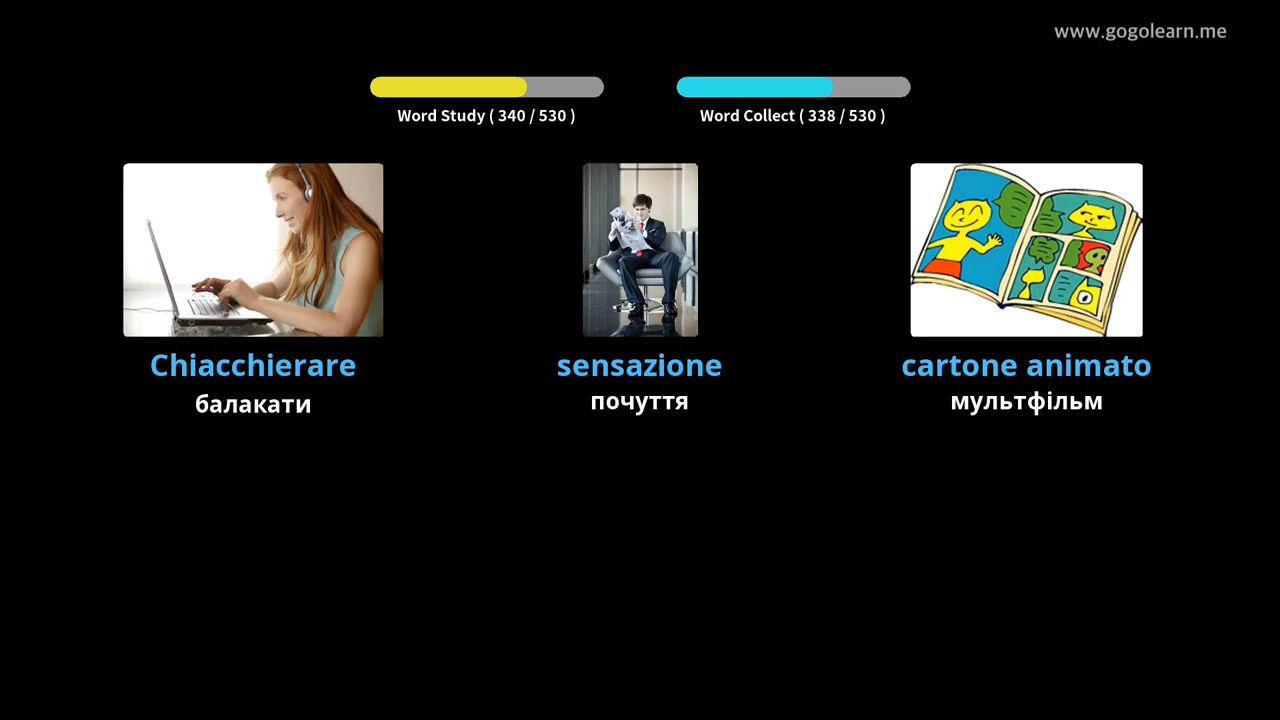 www.gogolearn.me
Word Study ( 340 / 530 )
Word Collect ( 338 / 530 )
Chiacchierare
балакати
sensazione
почуття
cartone animato
мультфільм